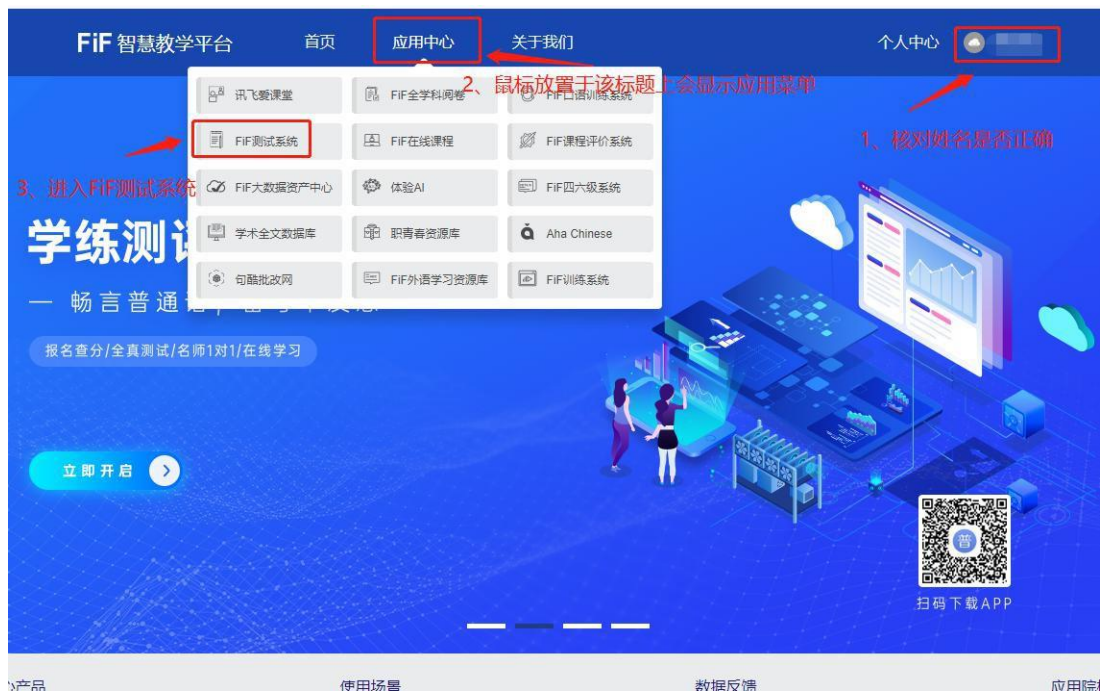 FiF 智慧教学平台 首页 应用中心 关于我们 个人中心
2、鼠标放置于该标题上会显示应用菜单
1、核对姓名是否正确
3、进入FiF测试系统
讯飞爱课堂 FiF全学科阅卷 FiF口语训练系统
FiF测试系统 FiF在线课程 FiF课程评价系统
FiF大数据资产中心 体验AI FiF四六级系统
学术全文数据库 职青春资源库 Aha Chinese
句酷批改网 FiF外语学习资源库 FiF训练系统
学练测
— 畅言普通
报名查分/全真测试/名师1对1/在线学习
立即开启
普
扫码下载APP
产品 使用场景 数据反馈 应用院